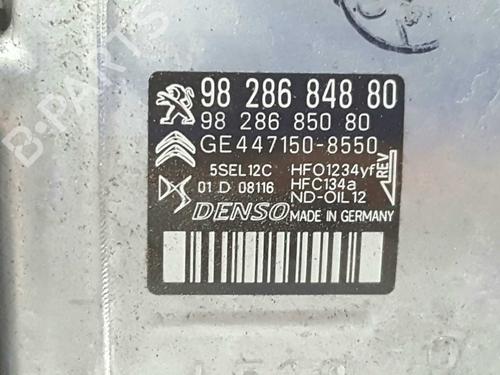 B-PARTS
98 286 848 80
98 286 850 80
GE447150-8550
5SEL12C HFO1234yf
01 D 08116 HFC134a
REV
ND-OIL12
DENSO MADE IN GERMANY